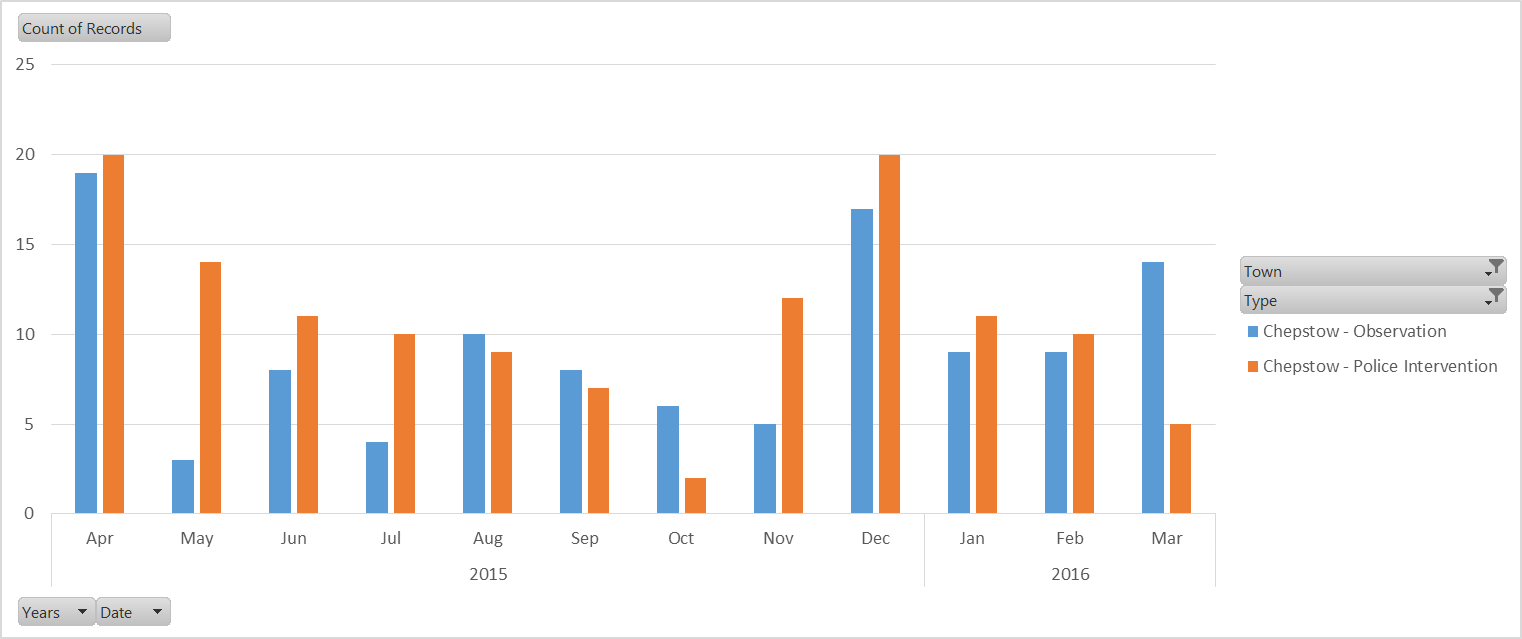 Count of Records
25
20
15
10
5
0
Apr May Jun Jul Aug Sep Oct Nov Dec Jan Feb Mar
2015 2016
Town
Type
Chepstow - Observation
Chepstow - Police Intervention
Years Date